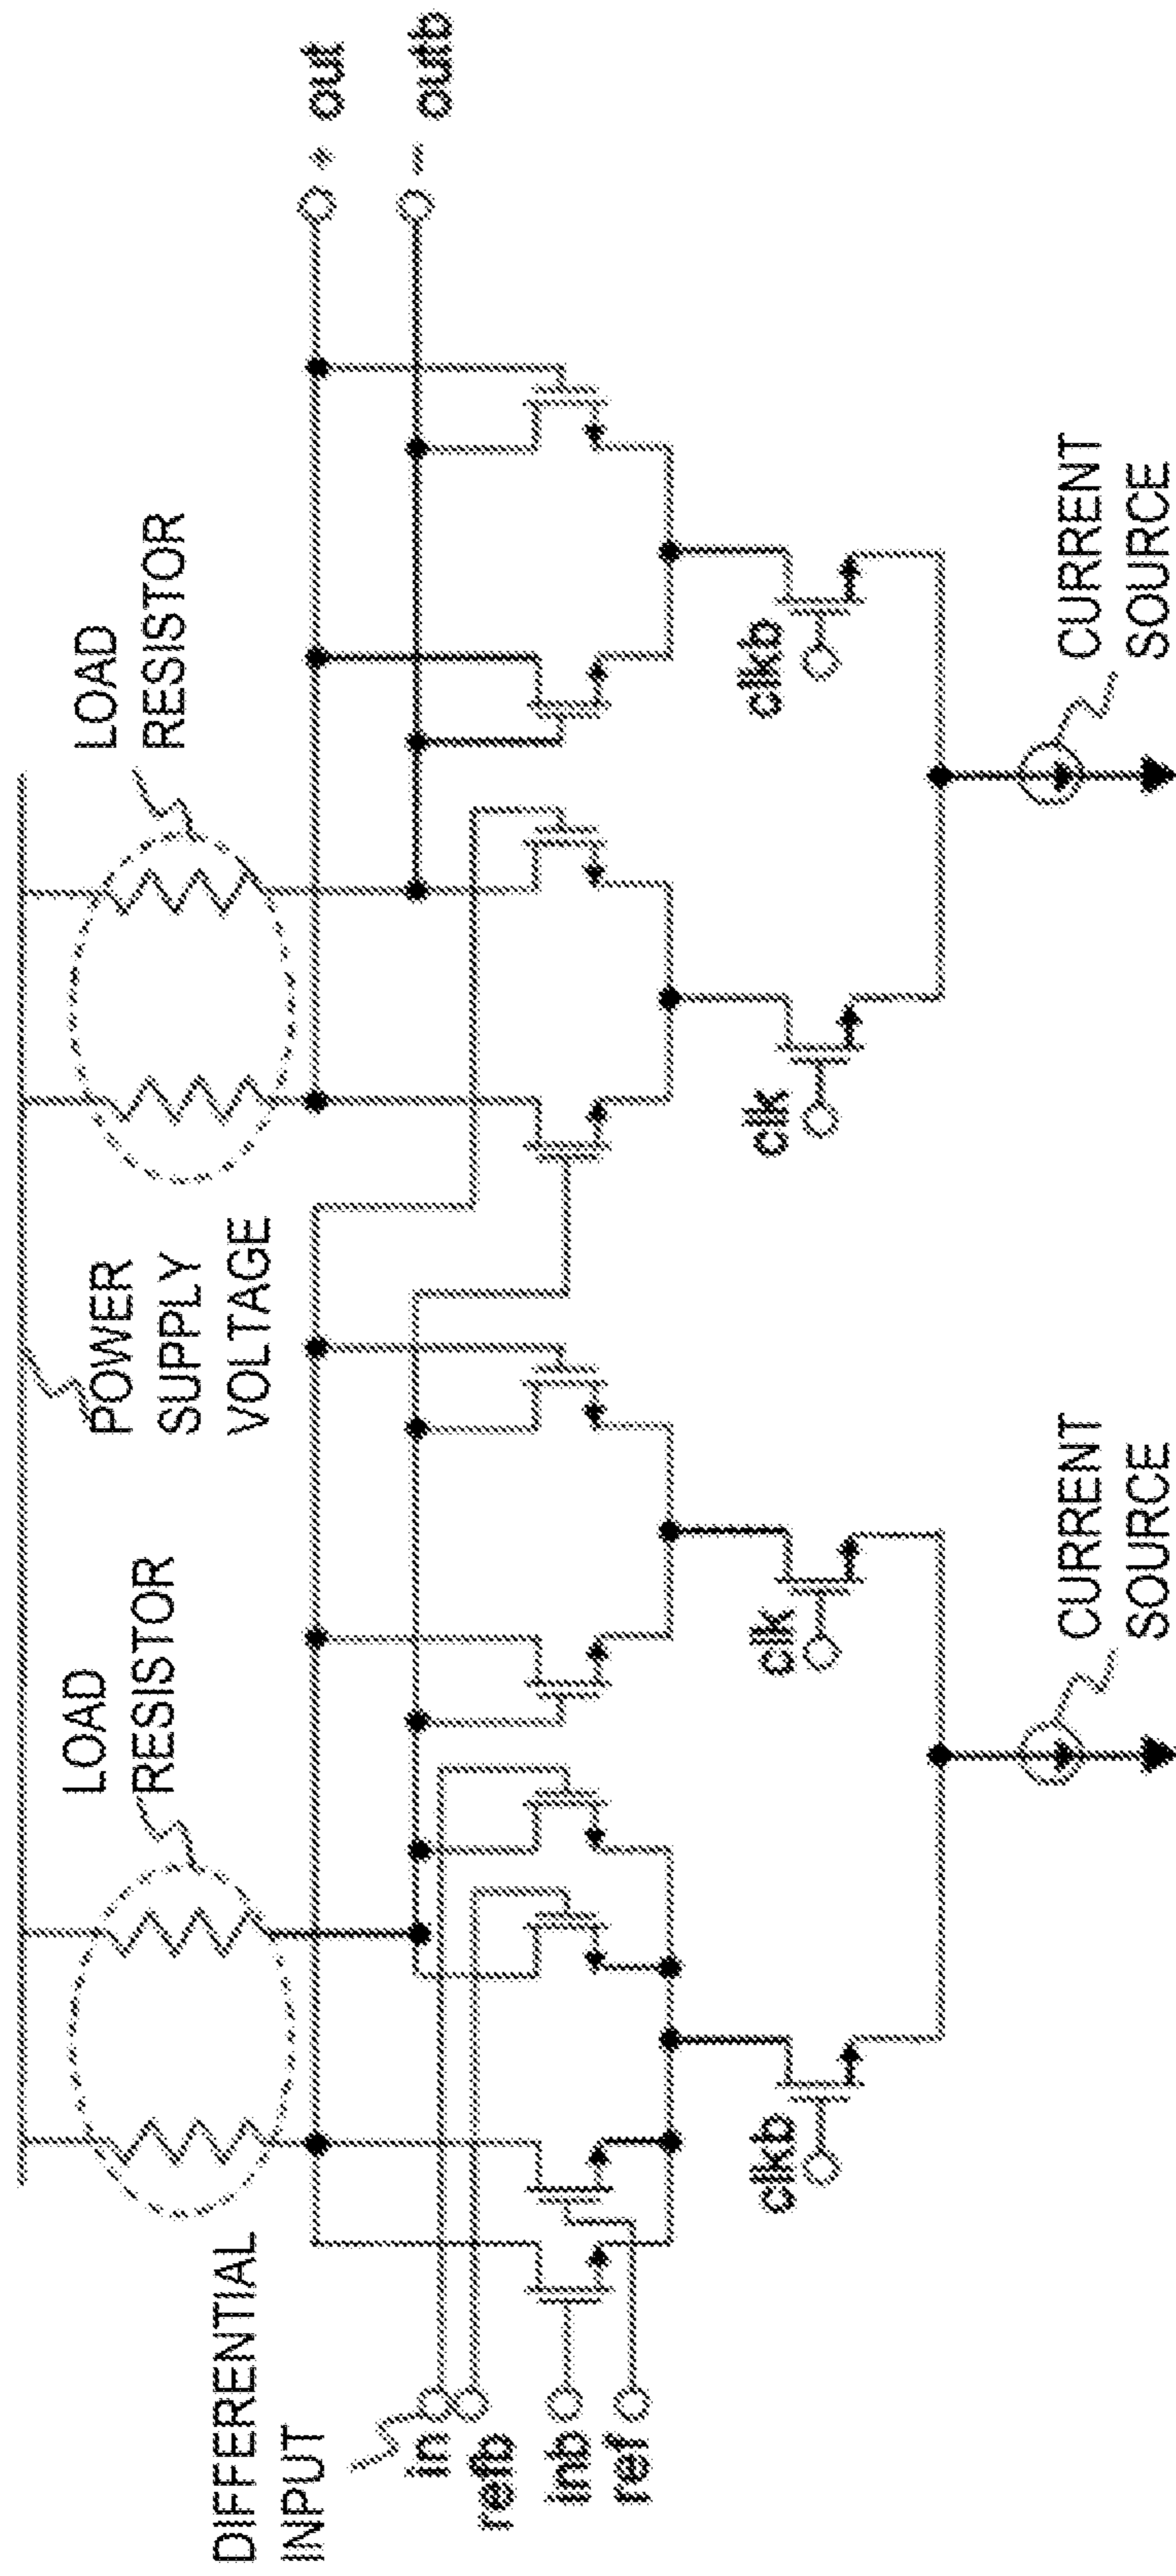 DIFFERENTIAL
INPUT
LOAD
RESISTOR
POWER
SUPPLY
VOLTAGE
LOAD
RESISTOR
+ out
− outb
in
refb
inb
ref
clkb
clk
clk
clkb
CURRENT
SOURCE
CURRENT
SOURCE